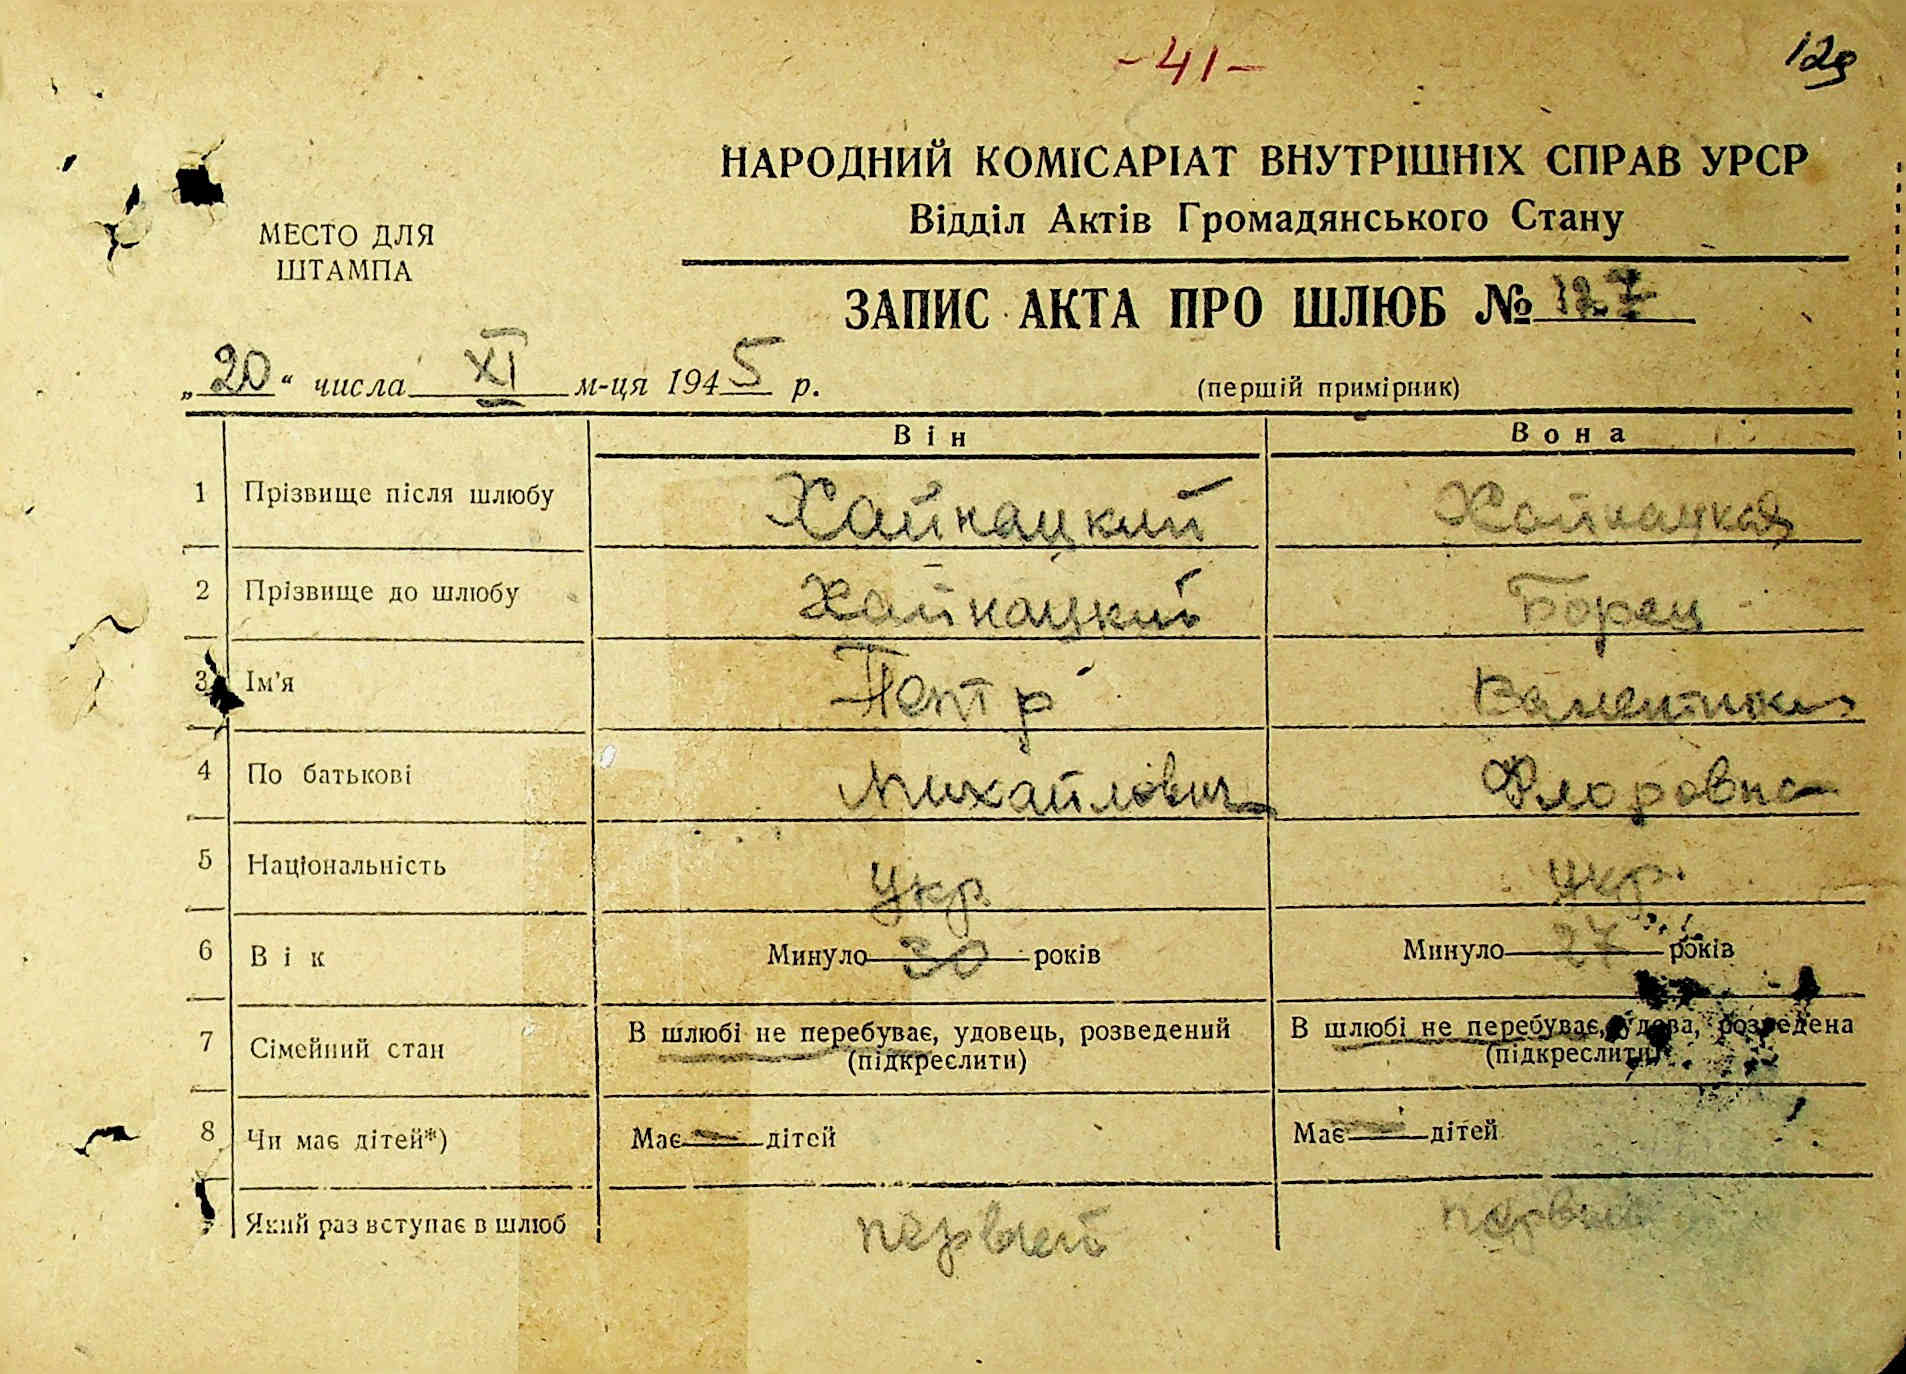 -41-
129
НАРОДНИЙ КОМІСАРІАТ ВНУТРІШНІХ СПРАВ УРСР
Відділ Актів Громадянського Стану
МЕСТО ДЛЯ
ШТАМПА
ЗАПИС АКТА ПРО ШЛЮБ № 127
„20“ числа XI м-ця 1945 р.
(першій примірник)
Він Вона
1 Прізвище після шлюбу Хайнацкий Хайнацкая
2 Прізвище до шлюбу Хайнацкий Борец
3 Ім'я Петр Валентина
4 По батькові Михайлович Флоровна
5 Національність Укр Укр.
6 Вік Минуло 30 років Минуло 27 років
7 Сімейний стан В шлюбі не перебуває, удовець, розведений В шлюбі не перебуває, удова, розведена
(підкреслити) (підкреслити)
8 Чи має дітей*) Має — дітей Має — дітей
Який раз вступає в шлюб первый первый